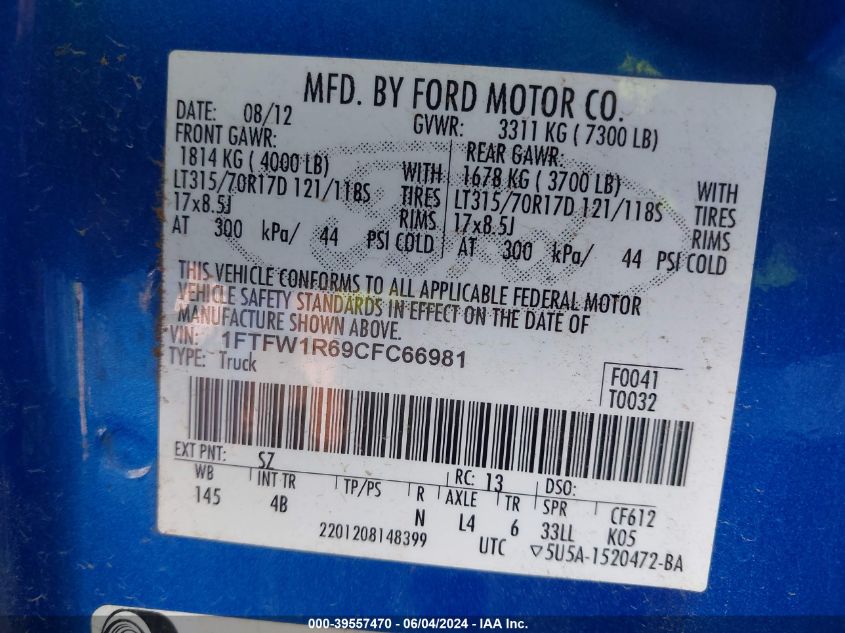 MFD. BY FORD MOTOR CO.
DATE: 08/12 GVWR: 3311 KG ( 7300 LB)
FRONT GAWR: REAR GAWR:
1814 KG ( 4000 LB) WITH 1678 KG ( 3700 LB) WITH
LT315/70R17D 121/118S TIRES LT315/70R17D 121/118S TIRES
17x8.5J RIMS 17x8.5J RIMS
AT 300 kPa/ 44 PSI COLD AT 300 kPa/ 44 PSI COLD
THIS VEHICLE CONFORMS TO ALL APPLICABLE FEDERAL MOTOR
VEHICLE SAFETY STANDARDS IN EFFECT ON THE DATE OF
MANUFACTURE SHOWN ABOVE.
VIN: 1FTFW1R69CFC66981
TYPE: Truck
F0041
T0032
EXT PNT: SZ RC: 13 DSO:
WB INT TR TP/PS R AXLE TR SPR CF612
145 4B N L4 6 33LL K05
2201208148399 UTC ▽5U5A-1520472-BA
000-39557470 - 06/04/2024 - IAA Inc.